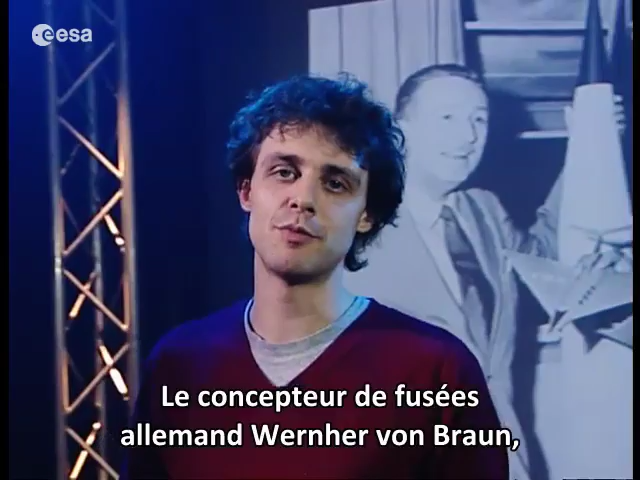 esa
Le concepteur de fusées
allemand Wernher von Braun,